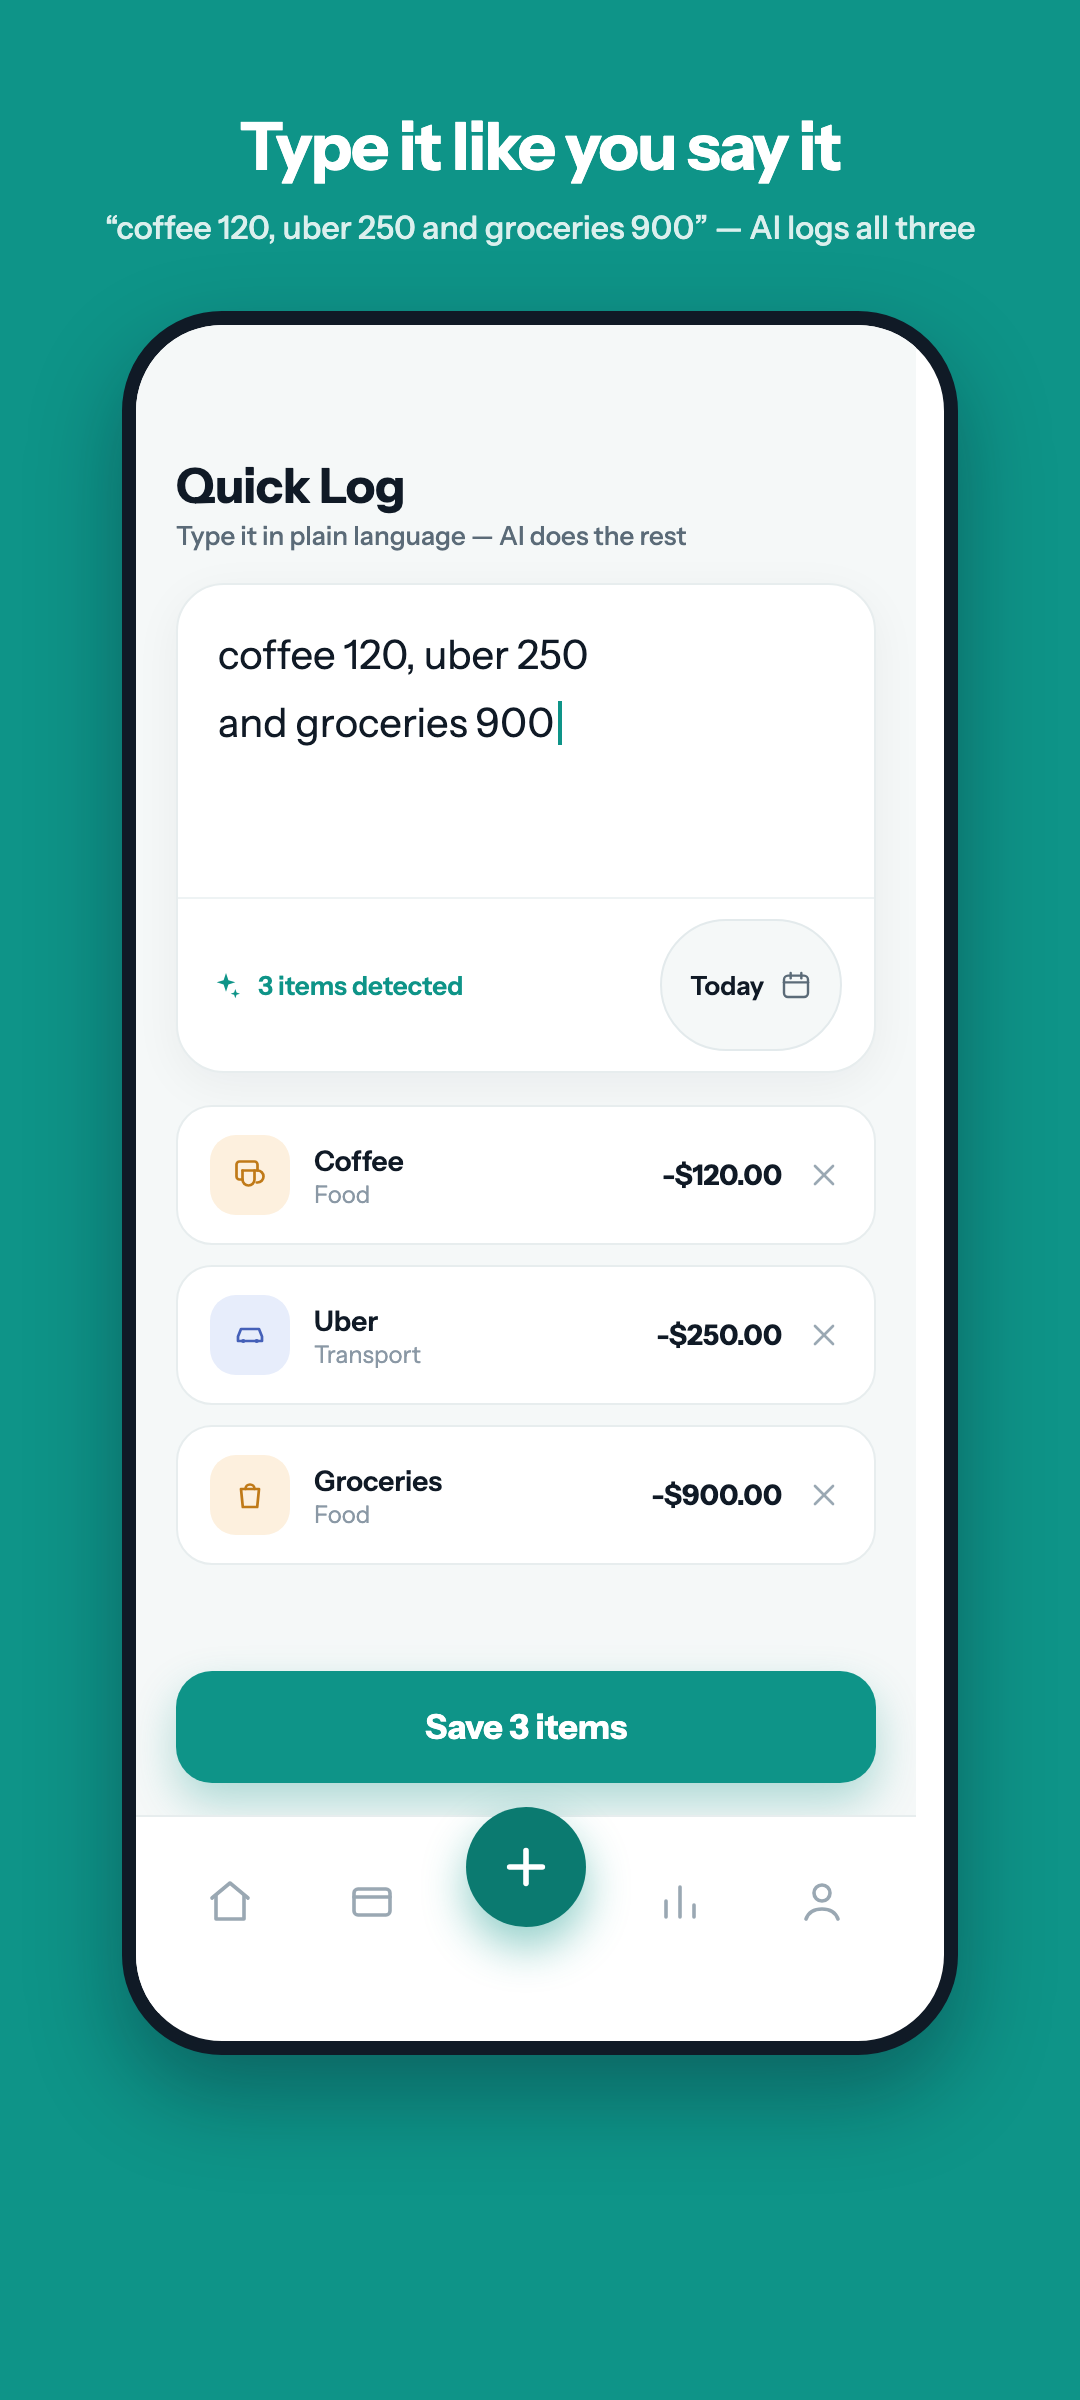 Type it like you say it
“coffee 120, uber 250 and groceries 900” — AI logs all three
Quick Log
Type it in plain language — AI does the rest
coffee 120, uber 250
and groceries 900
3 items detected
Today
Coffee
Food
-$120.00
Uber
Transport
-$250.00
Groceries
Food
-$900.00
Save 3 items